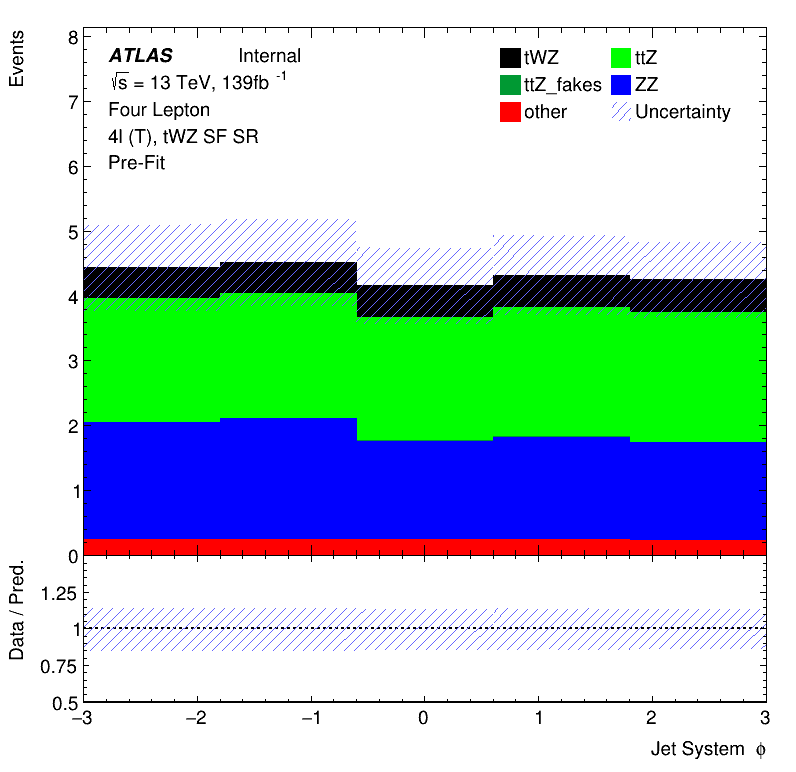 Events
8
7
6
5
4
3
2
1
0
ATLAS Internal
√s = 13 TeV, 139fb⁻¹
Four Lepton
4l (T), tWZ SF SR
Pre-Fit
tWZ ttZ
ttZ_fakes ZZ
other Uncertainty
Data / Pred.
1.25
1
0.75
0.5
−3 −2 −1 0 1 2 3
Jet System ϕ